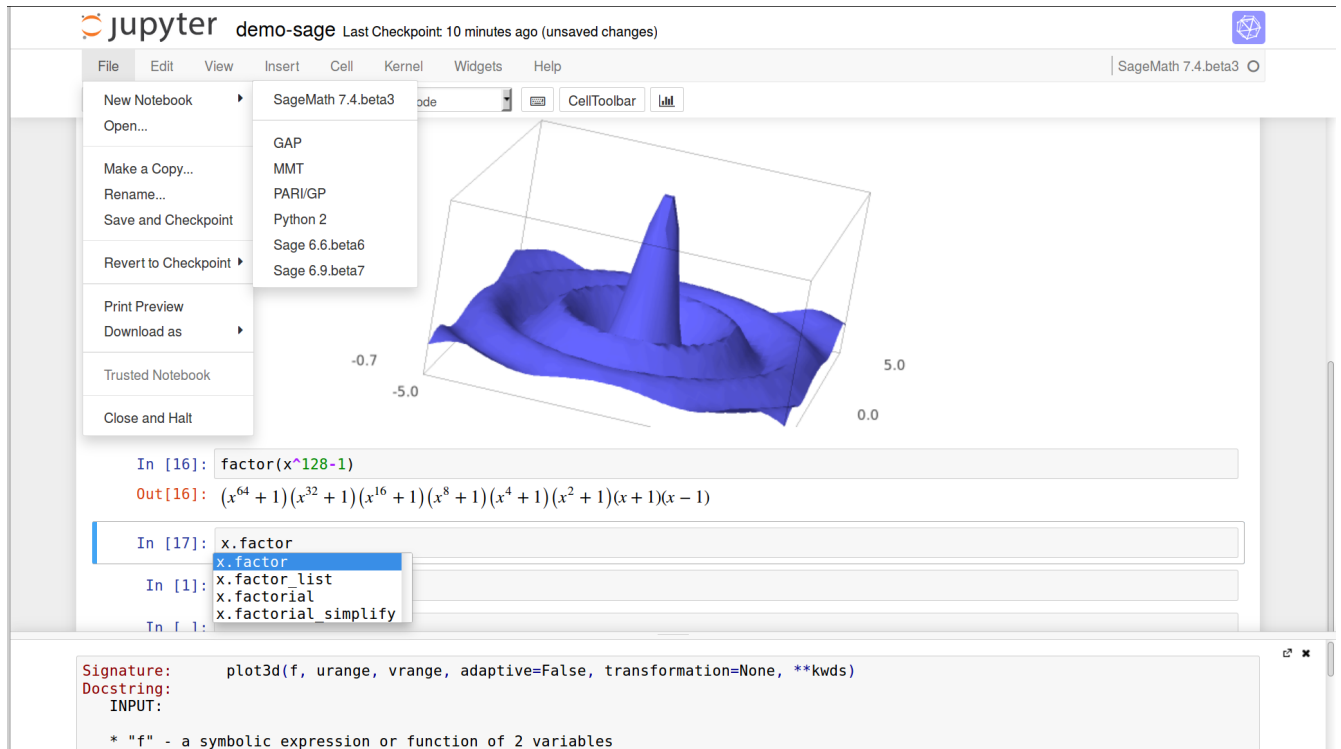 jupyter demo-sage Last Checkpoint: 10 minutes ago (unsaved changes)
File Edit View Insert Cell Kernel Widgets Help SageMath 7.4.beta3
CellToolbar
New Notebook
Open...
Make a Copy...
Rename...
Save and Checkpoint
Revert to Checkpoint
Print Preview
Download as
Trusted Notebook
Close and Halt
SageMath 7.4.beta3
GAP
MMT
PARI/GP
Python 2
Sage 6.6.beta6
Sage 6.9.beta7
-0.7
-5.0
5.0
0.0
In [16]: factor(x^128-1)
Out[16]: (x^64 + 1)(x^32 + 1)(x^16 + 1)(x^8 + 1)(x^4 + 1)(x^2 + 1)(x + 1)(x − 1)
In [17]: x.factor
x.factor
x.factor_list
x.factorial
x.factorial_simplify
In [1]:
In [ ]:
Signature: plot3d(f, urange, vrange, adaptive=False, transformation=None, **kwds)
Docstring:
INPUT:
* "f" - a symbolic expression or function of 2 variables